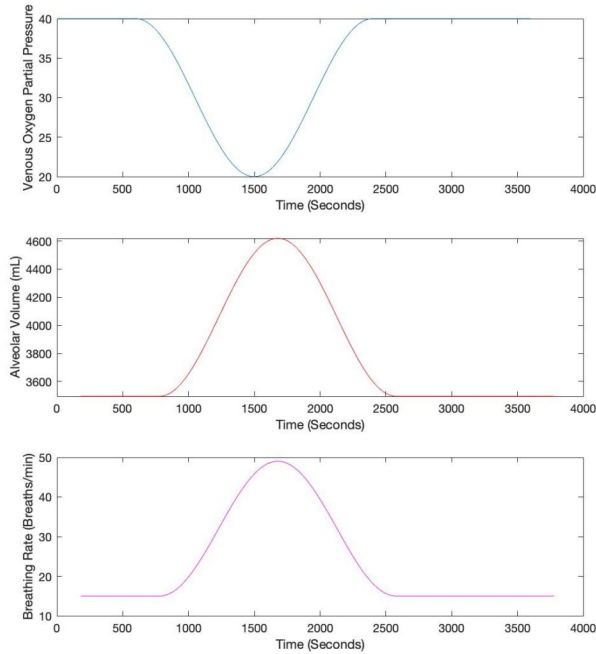 Venous Oxygen Partial Pressure
40
35
30
25
20
0 500 1000 1500 2000 2500 3000 3500 4000
Time (Seconds)
Alveolar Volume (mL)
4600
4400
4200
4000
3800
3600
0 500 1000 1500 2000 2500 3000 3500 4000
Time (Seconds)
Breathing Rate (Breaths/min)
50
40
30
20
10
0 500 1000 1500 2000 2500 3000 3500 4000
Time (Seconds)